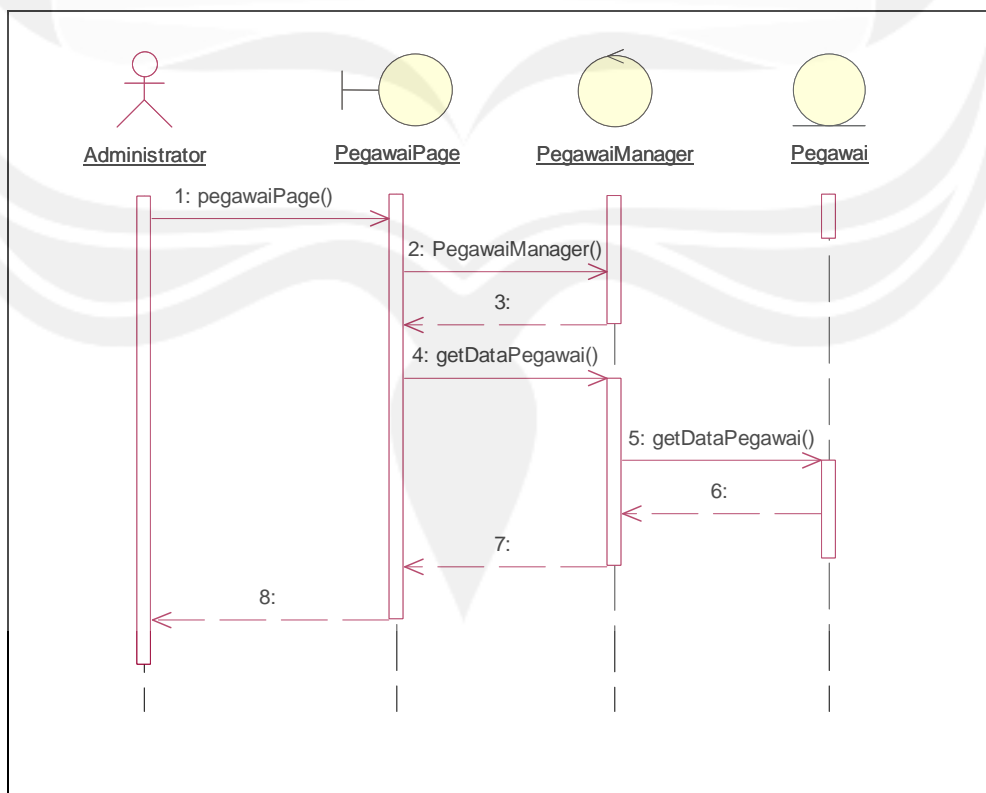 Administrator
PegawaiPage
PegawaiManager
Pegawai
1: pegawaiPage()
2: PegawaiManager()
3:
4: getDataPegawai()
5: getDataPegawai()
6:
7:
8: